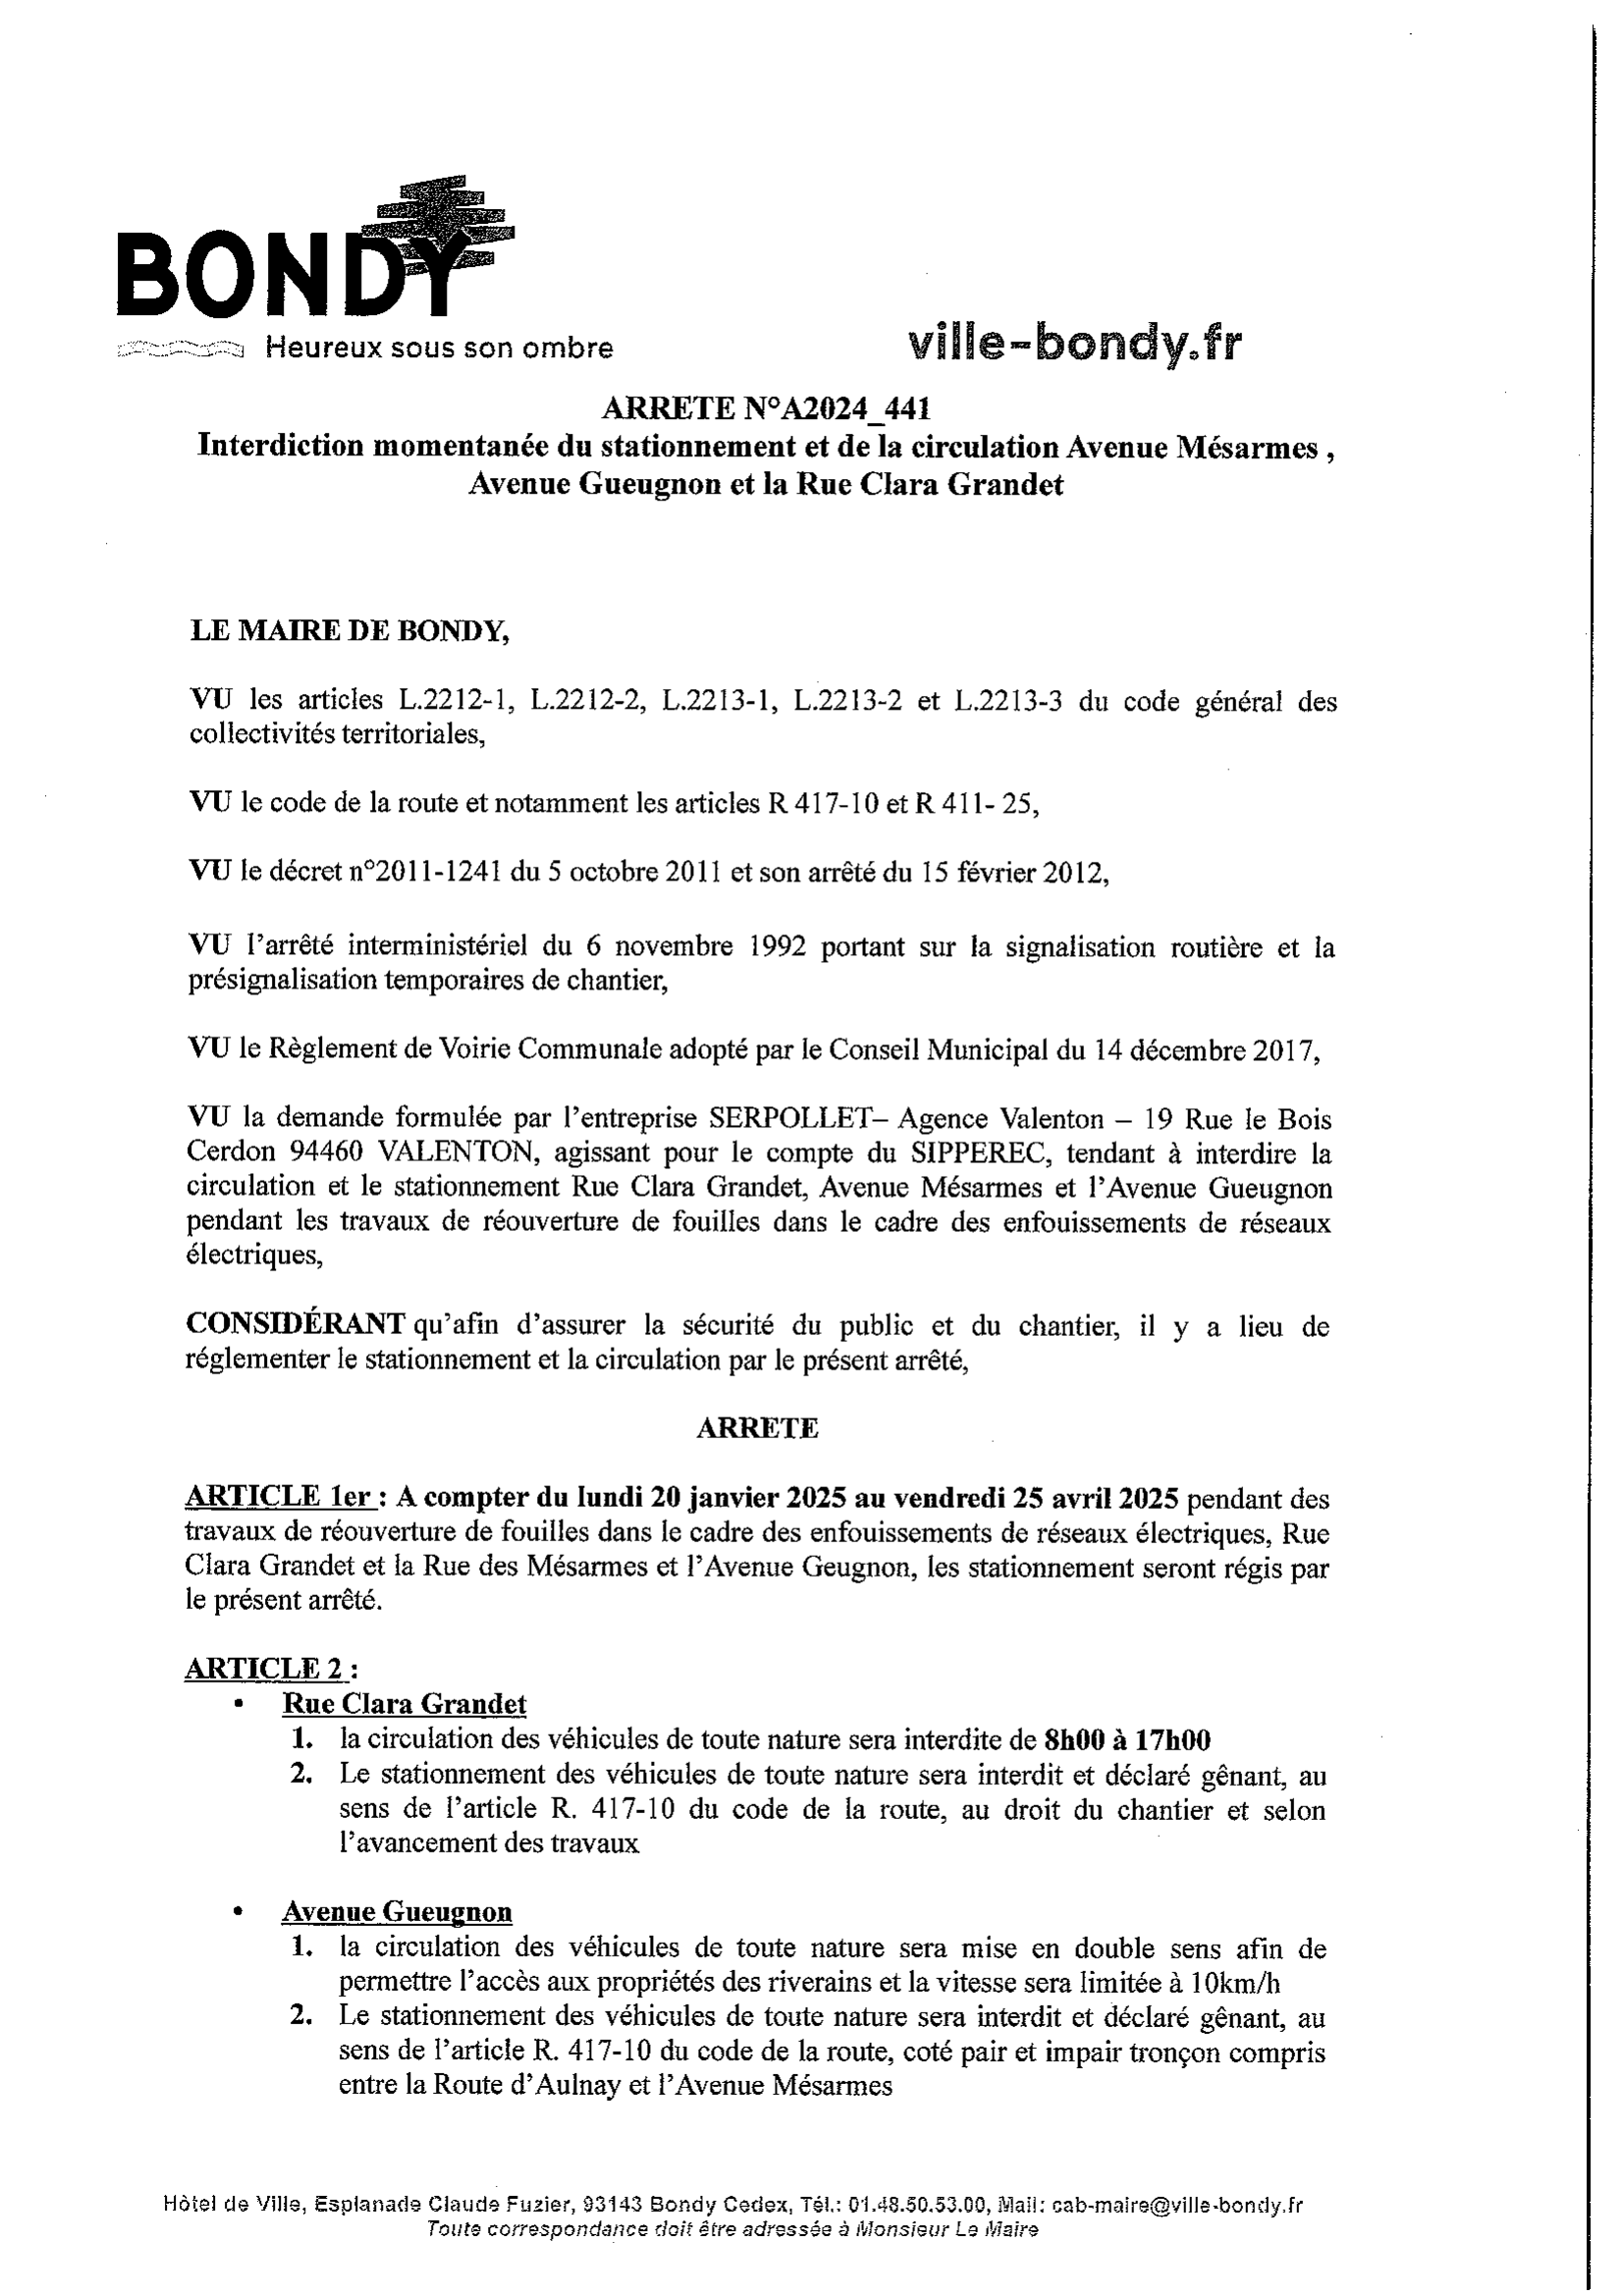 BONDY
Heureux sous son ombre
ville-bondy.fr
ARRETE N°A2024_441
Interdiction momentanée du stationnement et de la circulation Avenue Mésarmes ,
Avenue Gueugnon et la Rue Clara Grandet
LE MAIRE DE BONDY,
VU les articles L.2212-1, L.2212-2, L.2213-1, L.2213-2 et L.2213-3 du code général des
collectivités territoriales,
VU le code de la route et notamment les articles R 417-10 et R 411- 25,
VU le décret n°2011-1241 du 5 octobre 2011 et son arrêté du 15 février 2012,
VU l'arrêté interministériel du 6 novembre 1992 portant sur la signalisation routière et la
présignalisation temporaires de chantier,
VU le Règlement de Voirie Communale adopté par le Conseil Municipal du 14 décembre 2017,
VU la demande formulée par l'entreprise SERPOLLET– Agence Valenton – 19 Rue le Bois
Cerdon 94460 VALENTON, agissant pour le compte du SIPPEREC, tendant à interdire la
circulation et le stationnement Rue Clara Grandet, Avenue Mésarmes et l'Avenue Gueugnon
pendant les travaux de réouverture de fouilles dans le cadre des enfouissements de réseaux
électriques,
CONSIDÉRANT qu'afin d'assurer la sécurité du public et du chantier, il y a lieu de
réglementer le stationnement et la circulation par le présent arrêté,
ARRETE
ARTICLE 1er : A compter du lundi 20 janvier 2025 au vendredi 25 avril 2025 pendant des
travaux de réouverture de fouilles dans le cadre des enfouissements de réseaux électriques, Rue
Clara Grandet et la Rue des Mésarmes et l'Avenue Geugnon, les stationnement seront régis par
le présent arrêté.
ARTICLE 2 :
• Rue Clara Grandet
1. la circulation des véhicules de toute nature sera interdite de 8h00 à 17h00
2. Le stationnement des véhicules de toute nature sera interdit et déclaré gênant, au
sens de l'article R. 417-10 du code de la route, au droit du chantier et selon
l'avancement des travaux
• Avenue Gueugnon
1. la circulation des véhicules de toute nature sera mise en double sens afin de
permettre l'accès aux propriétés des riverains et la vitesse sera limitée à 10km/h
2. Le stationnement des véhicules de toute nature sera interdit et déclaré gênant, au
sens de l'article R. 417-10 du code de la route, coté pair et impair tronçon compris
entre la Route d'Aulnay et l'Avenue Mésarmes
Hôtel de Ville, Esplanade Claude Fuzier, 93143 Bondy Cedex, Tél.: 01.48.50.53.00, Mail: cab-maire@ville-bondy.fr
Toute correspondance doit être adressée à Monsieur Le Maire